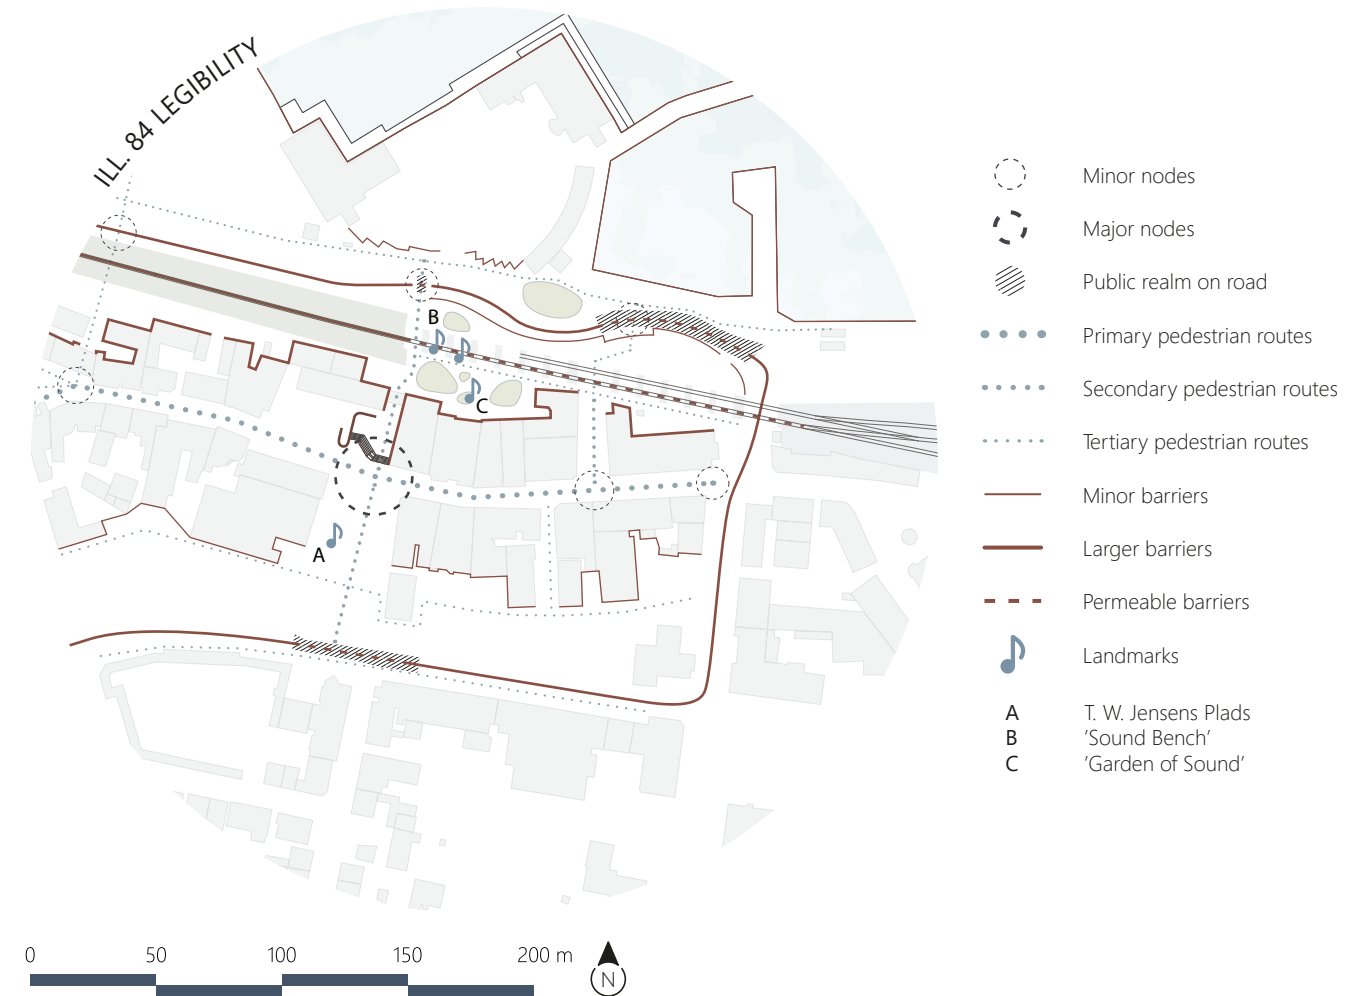 ILL. 84 LEGIBILITY
B
C
A
Minor nodes
Major nodes
Public realm on road
Primary pedestrian routes
Secondary pedestrian routes
Tertiary pedestrian routes
Minor barriers
Larger barriers
Permeable barriers
Landmarks
A T. W. Jensens Plads
B 'Sound Bench'
C 'Garden of Sound'
0 50 100 150 200 m
N